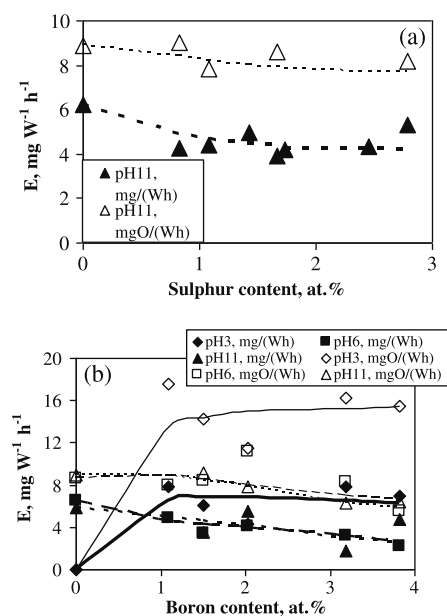 (a)
10
8
6
4
2
0
E, mg W⁻¹ h⁻¹
▲ pH11, mg/(Wh)
△ pH11, mgO/(Wh)
0 1 2 3
Sulphur content, at.%
(b)
◆ pH3, mg/(Wh) ■ pH6, mg/(Wh)
▲ pH11, mg/(Wh) ◇ pH3, mgO/(Wh)
□ pH6, mgO/(Wh) △ pH11, mgO/(Wh)
20
16
12
8
4
0
E, mg W⁻¹ h⁻¹
0 1 2 3 4
Boron content, at.%